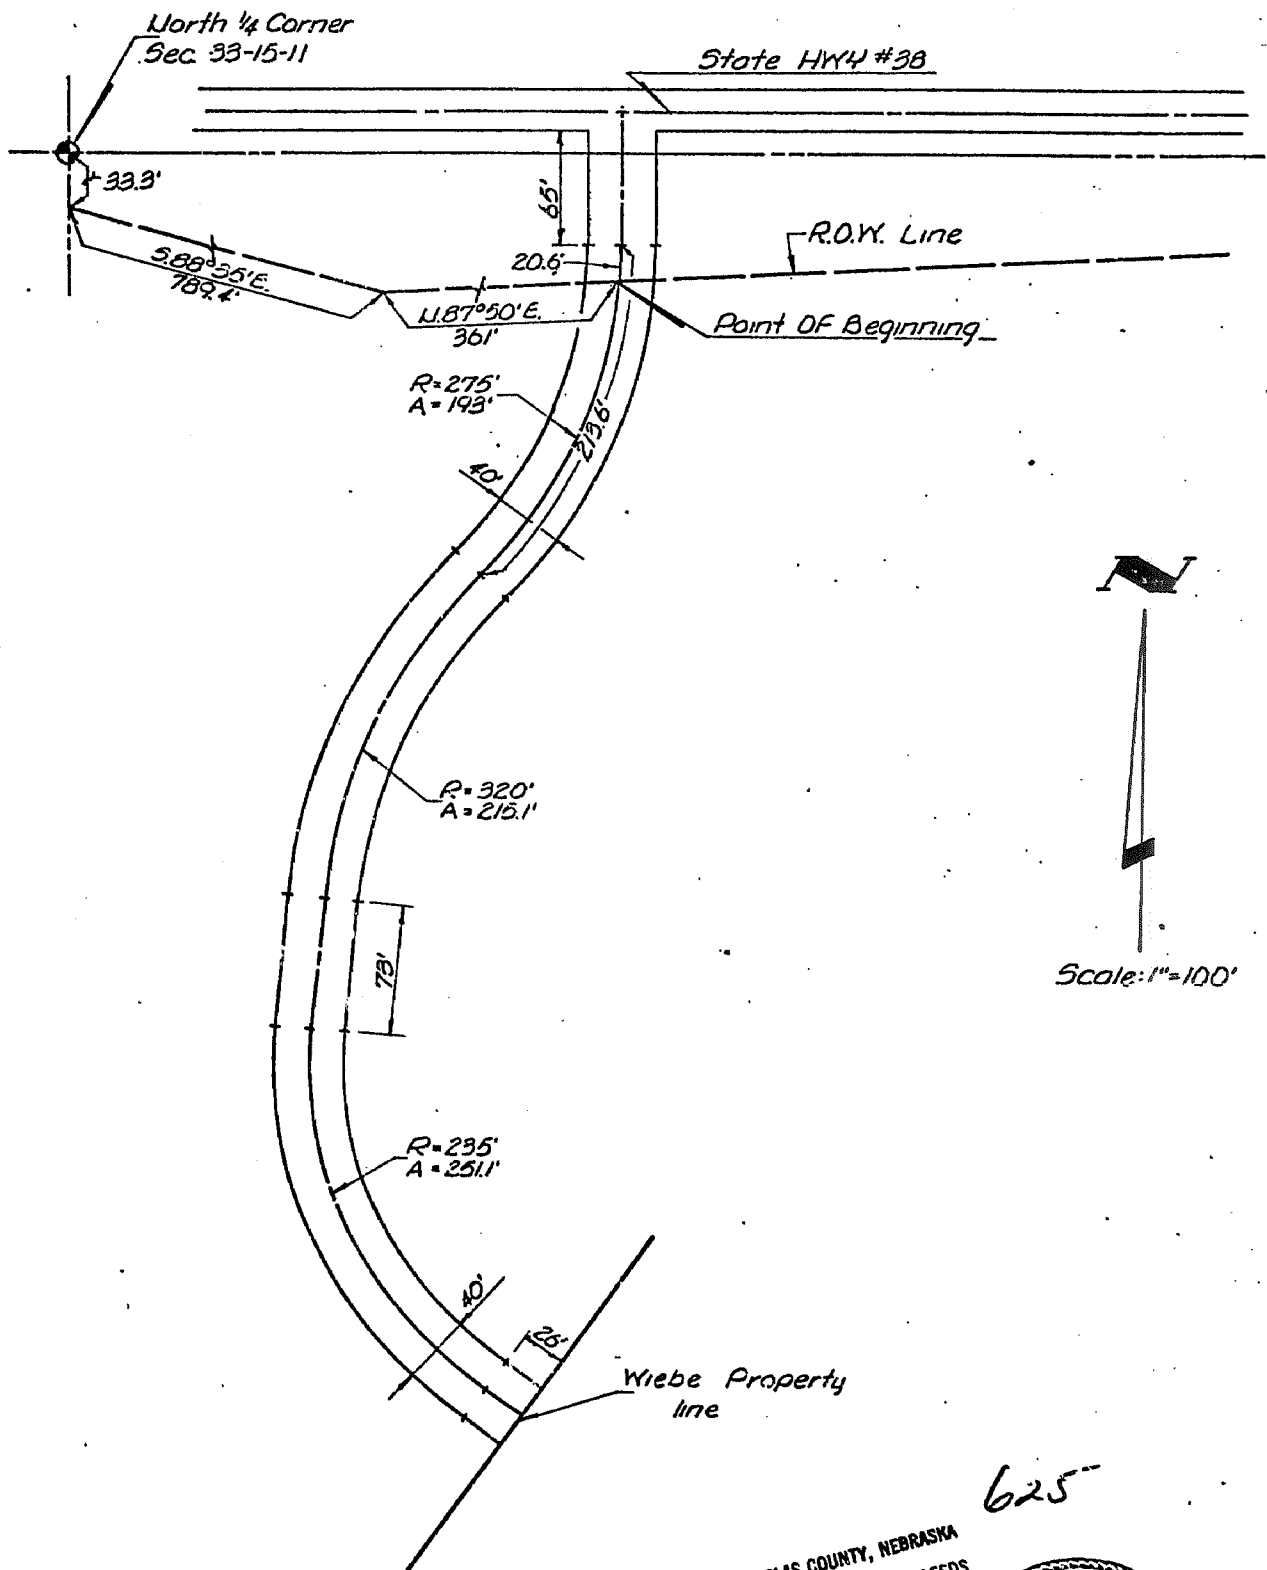 North ¼ Corner
Sec. 33-15-11
State HWY #38
33.3'
65'
R.O.W. Line
S.88°35'E.
789.4'
20.6'
N.87°50'E.
361'
Point OF Beginning
R=275'
A=193'
213.6'
40'
N
R=320'
A=215.1'
73'
Scale: 1"=100'
R=235'
A=251.1'
40'
26'
Wiebe Property
line
625
COUNTY, NEBRASKA